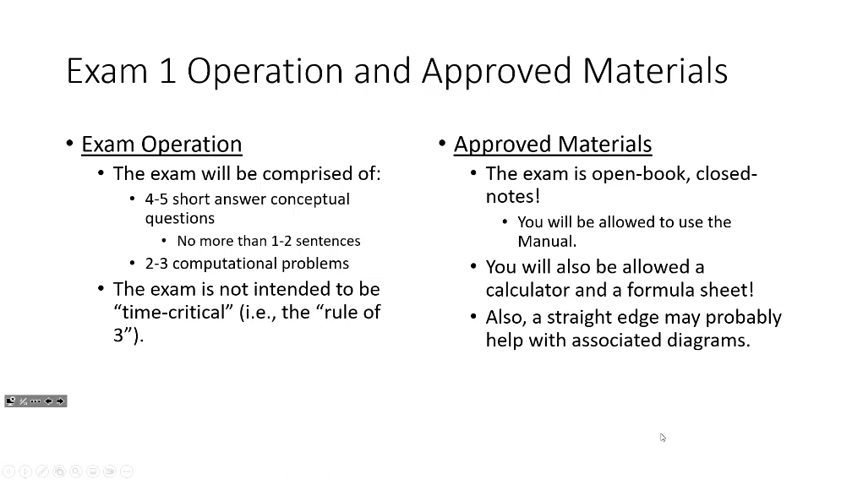 Exam 1 Operation and Approved Materials
• Exam Operation
• The exam will be comprised of:
• 4-5 short answer conceptual
questions
• No more than 1-2 sentences
• 2-3 computational problems
• The exam is not intended to be
“time-critical” (i.e., the “rule of
3”).
• Approved Materials
• The exam is open-book, closed-
notes!
• You will be allowed to use the
Manual.
• You will also be allowed a
calculator and a formula sheet!
• Also, a straight edge may probably
help with associated diagrams.